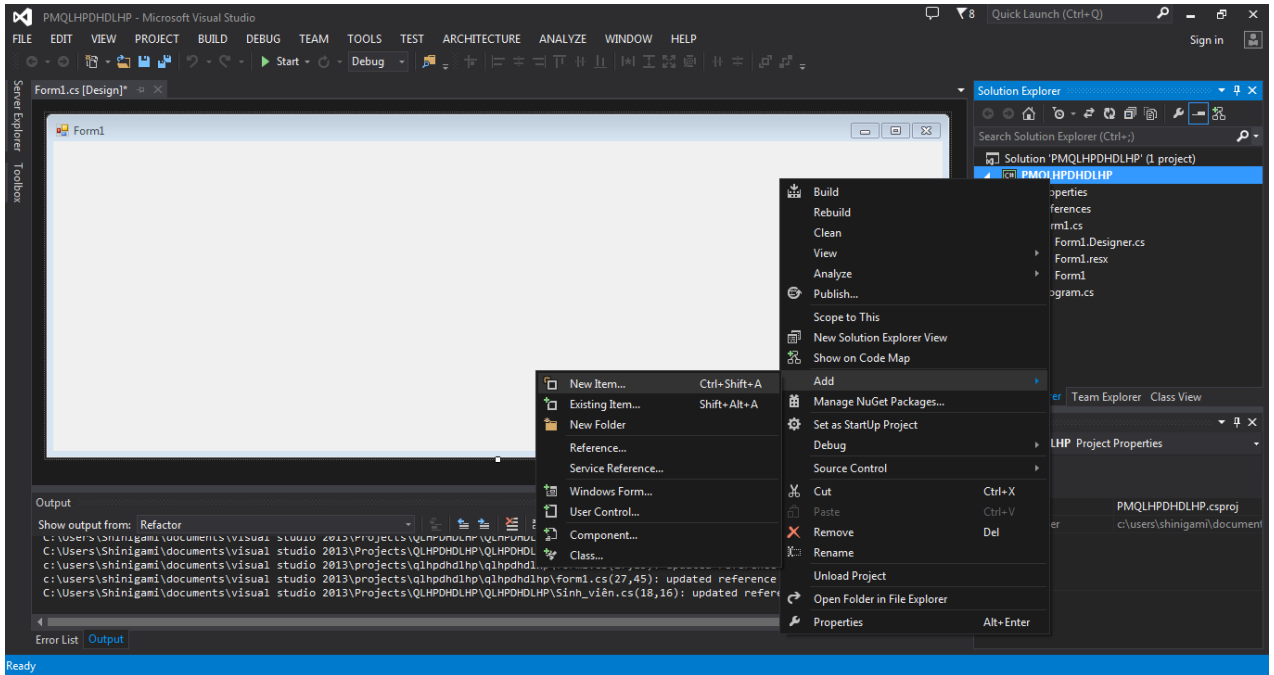 PMQLHPDHDLHP - Microsoft Visual Studio
8 Quick Launch (Ctrl+Q)
FILE EDIT VIEW PROJECT BUILD DEBUG TEAM TOOLS TEST ARCHITECTURE ANALYZE WINDOW HELP
Sign in
Start Debug
Server Explorer
Toolbox
Form1.cs [Design]*
Form1
Solution Explorer
Search Solution Explorer (Ctrl+;)
Solution 'PMQLHPDHDLHP' (1 project)
PMQLHPDHDLHP
operties
ferences
rm1.cs
Form1.Designer.cs
Form1.resx
Form1
ogram.cs
Build
Rebuild
Clean
View
Analyze
Publish...
Scope to This
New Solution Explorer View
Show on Code Map
Add
Manage NuGet Packages...
Set as StartUp Project
Debug
Source Control
Cut Ctrl+X
Paste Ctrl+V
Remove Del
Rename
Unload Project
Open Folder in File Explorer
Properties Alt+Enter
New Item... Ctrl+Shift+A
Existing Item... Shift+Alt+A
New Folder
Reference...
Service Reference...
Windows Form...
User Control...
Component...
Class...
er Team Explorer Class View
LHP Project Properties
PMQLHPDHDLHP.csproj
er c:\users\shinigami\document
Output
Show output from: Refactor
C:\Users\Shinigami\documents\visual studio 2013\Projects\QLHPDHDLHP\QLHPDHDL
c:\users\shinigami\documents\visual studio 2013\projects\qlhpdhdlhp\qlhpdhdlhp\form1.cs(27,45): updated reference
C:\Users\Shinigami\documents\visual studio 2013\Projects\QLHPDHDLHP\QLHPDHDLHP\Sinh_viên.cs(18,16): updated refere
Error List Output
Ready